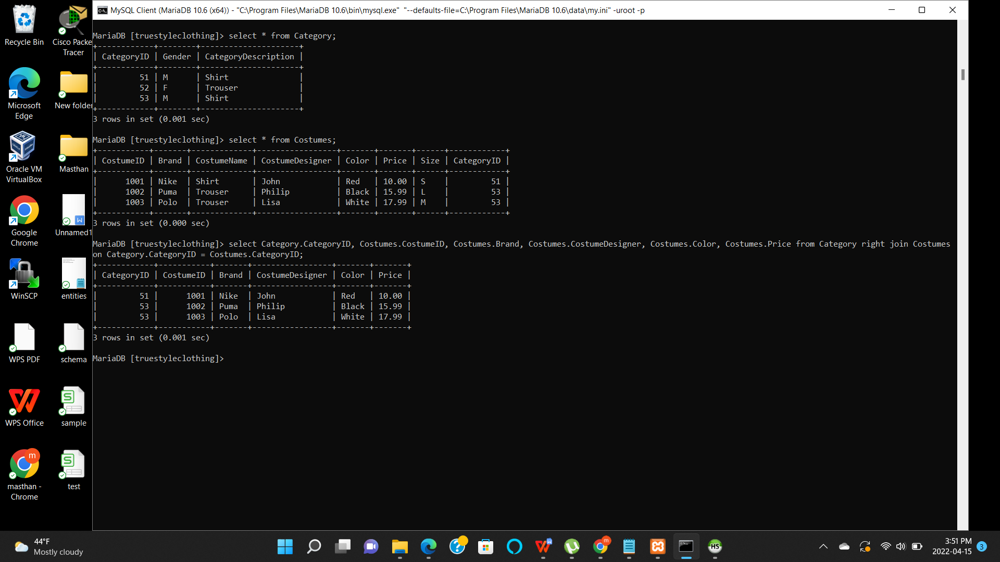 MySQL Client (MariaDB 10.6 (x64)) - "C:\Program Files\MariaDB 10.6\bin\mysql.exe"  "--defaults-file=C:\Program Files\MariaDB 10.6\data\my.ini" -uroot -p
Recycle Bin
Cisco Packe
Tracer
Microsoft
Edge
New folder
Oracle VM
VirtualBox
Masthan
Google
Chrome
Unnamed1
WinSCP
entities
WPS PDF
schema
WPS Office
sample
m
masthan -
Chrome
test
MariaDB [truestyleclothing]> select * from Category;
+------------+--------+---------------------+
| CategoryID | Gender | CategoryDescription |
+------------+--------+---------------------+
|         51 | M      | Shirt               |
|         52 | F      | Trouser             |
|         53 | M      | Shirt               |
+------------+--------+---------------------+
3 rows in set (0.001 sec)
MariaDB [truestyleclothing]> select * from Costumes;
+-----------+-------+-------------+-----------------+-------+-------+------+------------+
| CostumeID | Brand | CostumeName | CostumeDesigner | Color | Price | Size | CategoryID |
+-----------+-------+-------------+-----------------+-------+-------+------+------------+
|      1001 | Nike  | Shirt       | John            | Red   | 10.00 | S    |         51 |
|      1002 | Puma  | Trouser     | Philip          | Black | 15.99 | L    |         53 |
|      1003 | Polo  | Trouser     | Lisa            | White | 17.99 | M    |         53 |
+-----------+-------+-------------+-----------------+-------+-------+------+------------+
3 rows in set (0.000 sec)
MariaDB [truestyleclothing]> select Category.CategoryID, Costumes.CostumeID, Costumes.Brand, Costumes.CostumeDesigner, Costumes.Color, Costumes.Price from Category right join Costumes
on Category.CategoryID = Costumes.CategoryID;
+------------+-----------+-------+-----------------+-------+-------+
| CategoryID | CostumeID | Brand | CostumeDesigner | Color | Price |
+------------+-----------+-------+-----------------+-------+-------+
|         51 |      1001 | Nike  | John            | Red   | 10.00 |
|         53 |      1002 | Puma  | Philip          | Black | 15.99 |
|         53 |      1003 | Polo  | Lisa            | White | 17.99 |
+------------+-----------+-------+-----------------+-------+-------+
3 rows in set (0.001 sec)
MariaDB [truestyleclothing]>
44°F
Mostly cloudy
m
HS
3:51 PM
2022-04-15
3